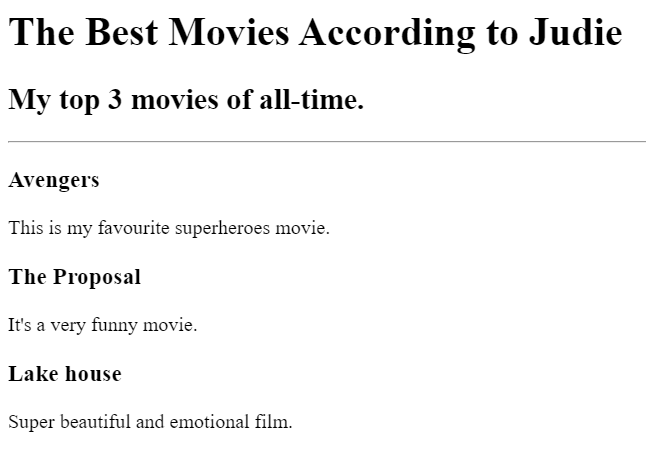 The Best Movies According to Judie
My top 3 movies of all-time.
Avengers
This is my favourite superheroes movie.
The Proposal
It's a very funny movie.
Lake house
Super beautiful and emotional film.